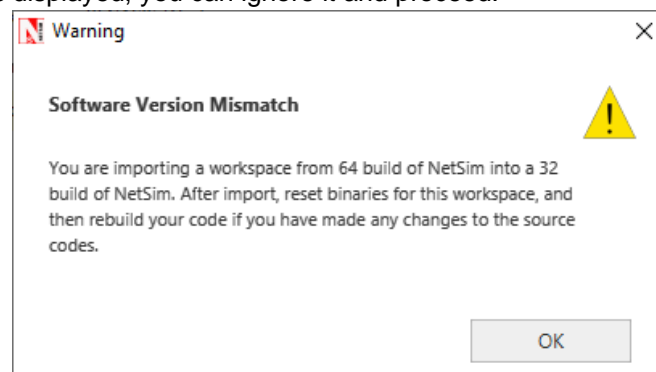 displayed, you can ignore it and proceed.
Warning
Software Version Mismatch
You are importing a workspace from 64 build of NetSim into a 32
build of NetSim. After import, reset binaries for this workspace, and
then rebuild your code if you have made any changes to the source
codes.
OK